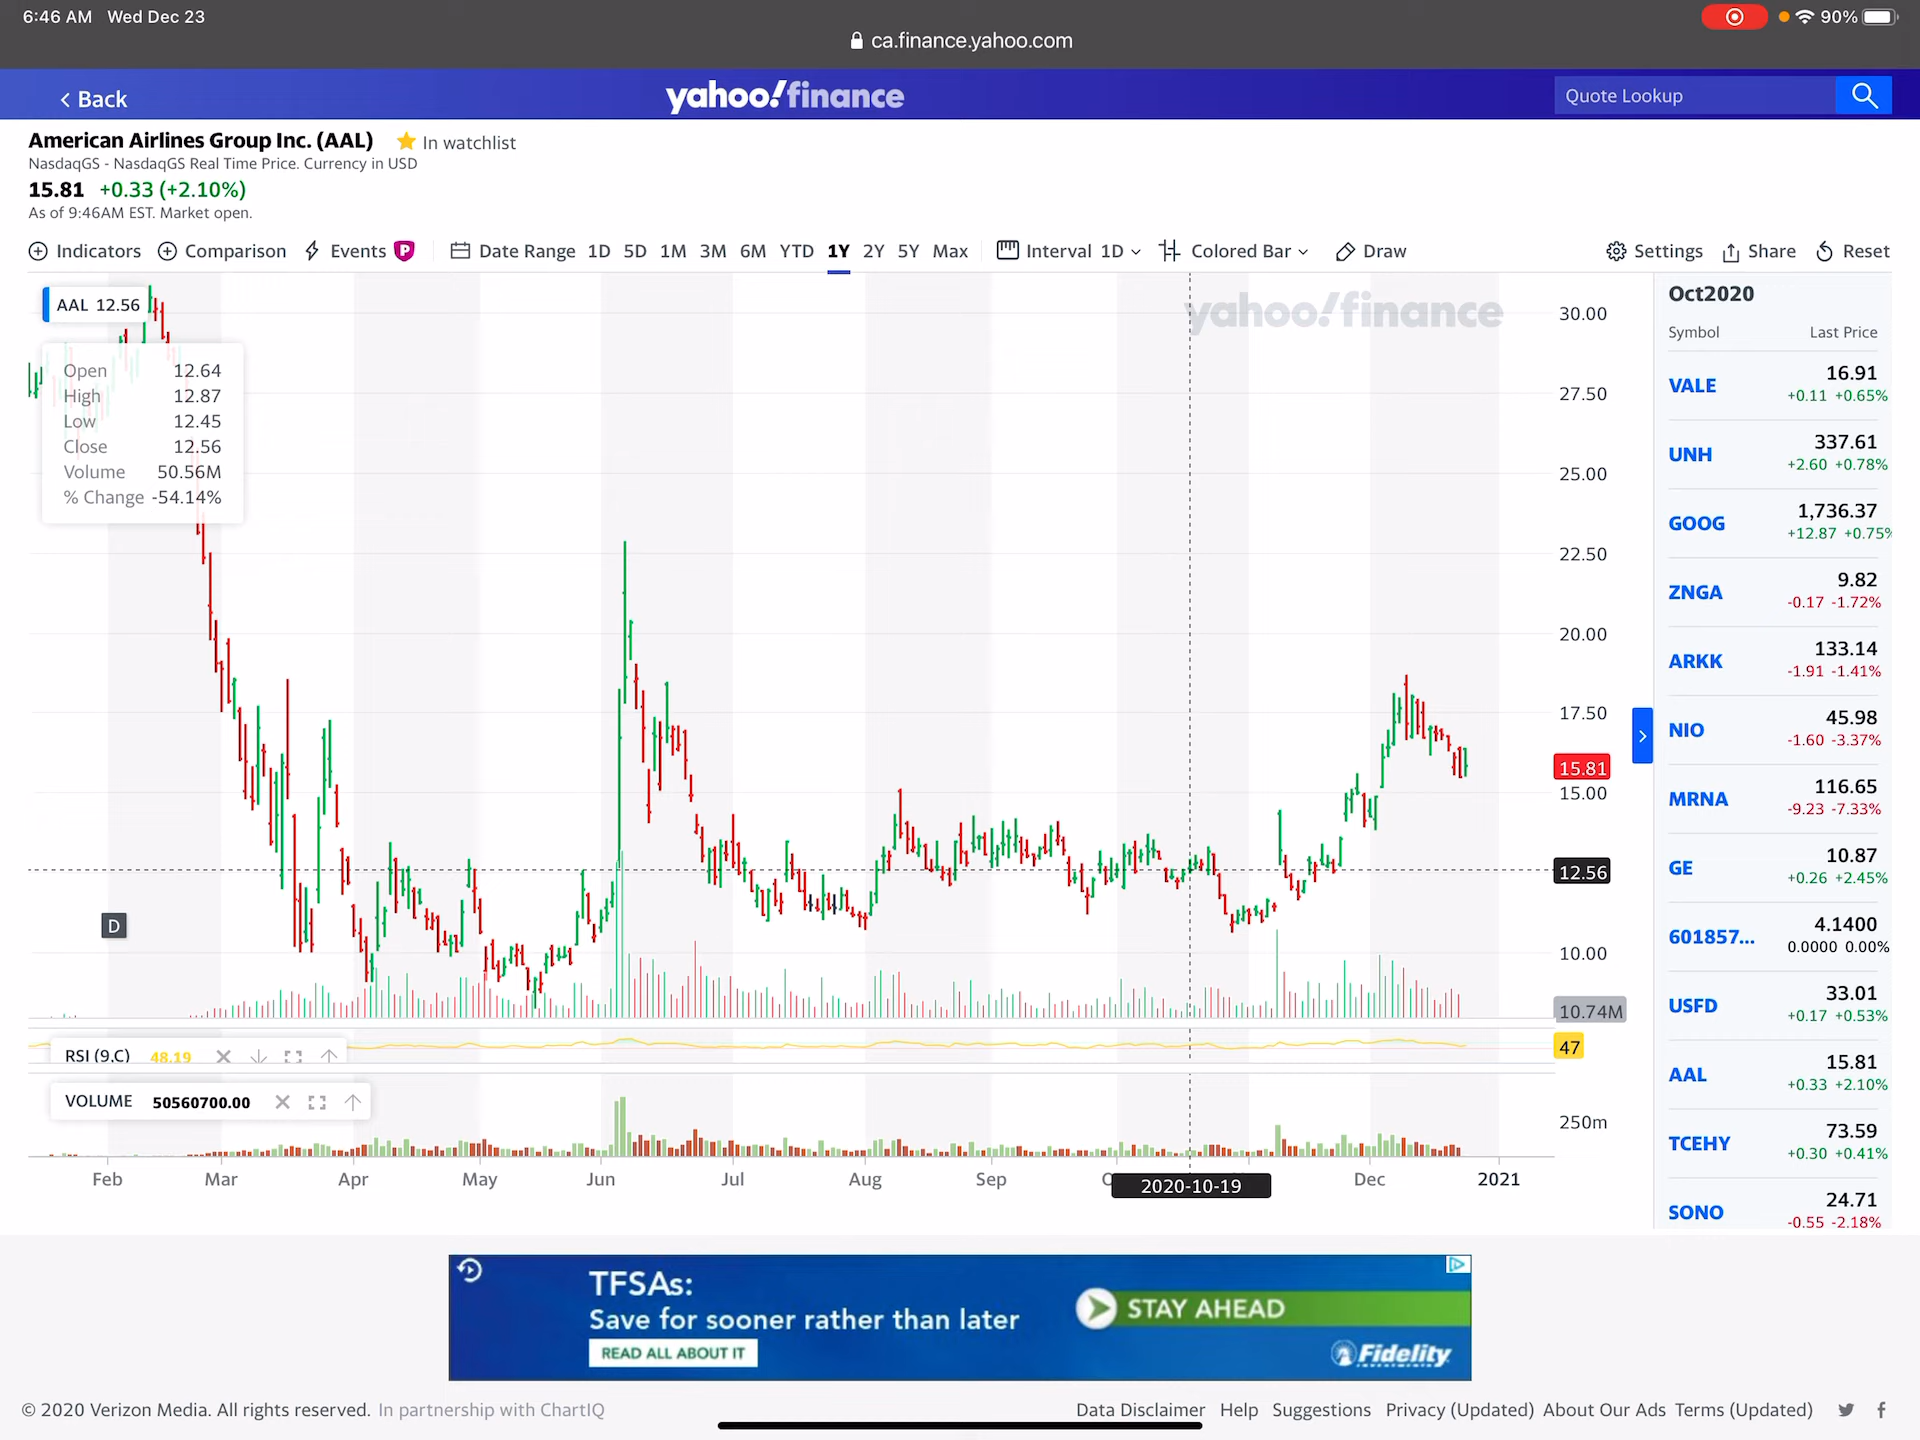 6:46 AM Wed Dec 23
90%
ca.finance.yahoo.com
Back
yahoo!finance
Quote Lookup
American Airlines Group Inc. (AAL) In watchlist
NasdaqGS - NasdaqGS Real Time Price. Currency in USD
15.81 +0.33 (+2.10%)
As of 9:46AM EST. Market open.
Indicators Comparison Events P Date Range 1D 5D 1M 3M 6M YTD 1Y 2Y 5Y Max Interval 1D Colored Bar Draw Settings Share Reset
AAL 12.56
Open 12.64
High 12.87
Low 12.45
Close 12.56
Volume 50.56M
% Change -54.14%
yahoo!finance
30.00
27.50
25.00
22.50
20.00
17.50
15.81
15.00
12.56
10.00
10.74M
D
RSI (9,C) 48.19
47
VOLUME 50560700.00
250m
Feb Mar Apr May Jun Jul Aug Sep 2020-10-19 Dec 2021
Oct2020
Symbol Last Price
VALE 16.91
+0.11 +0.65%
UNH 337.61
+2.60 +0.78%
GOOG 1,736.37
+12.87 +0.75%
ZNGA 9.82
-0.17 -1.72%
ARKK 133.14
-1.91 -1.41%
NIO 45.98
-1.60 -3.37%
MRNA 116.65
-9.23 -7.33%
GE 10.87
+0.26 +2.45%
601857... 4.1400
0.0000 0.00%
USFD 33.01
+0.17 +0.53%
AAL 15.81
+0.33 +2.10%
TCEHY 73.59
+0.30 +0.41%
SONO 24.71
-0.55 -2.18%
TFSAs:
Save for sooner rather than later
READ ALL ABOUT IT
STAY AHEAD
Fidelity
© 2020 Verizon Media. All rights reserved. In partnership with ChartIQ
Data Disclaimer Help Suggestions Privacy (Updated) About Our Ads Terms (Updated)